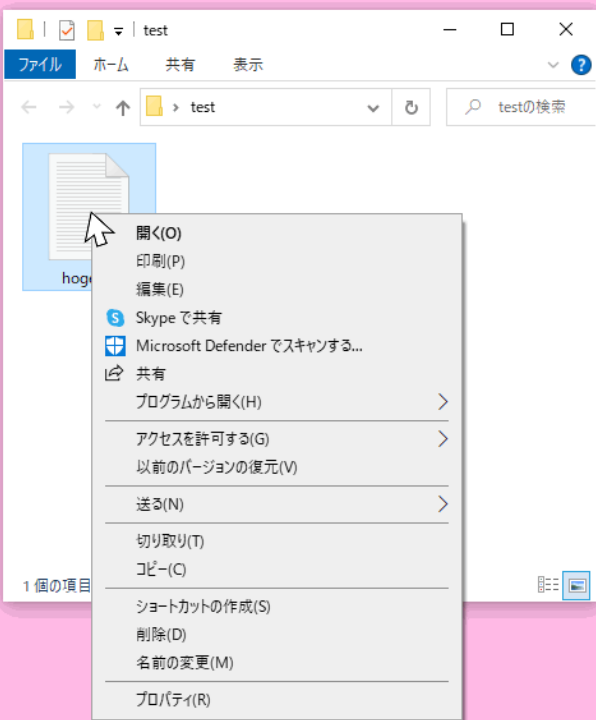 test
ファイル ホーム 共有 表示
test testの検索
hoge
開く(O)
印刷(P)
編集(E)
Skype で共有
Microsoft Defender でスキャンする...
共有
プログラムから開く(H)
アクセスを許可する(G)
以前のバージョンの復元(V)
送る(N)
切り取り(T)
コピー(C)
1 個の項目
ショートカットの作成(S)
削除(D)
名前の変更(M)
プロパティ(R)